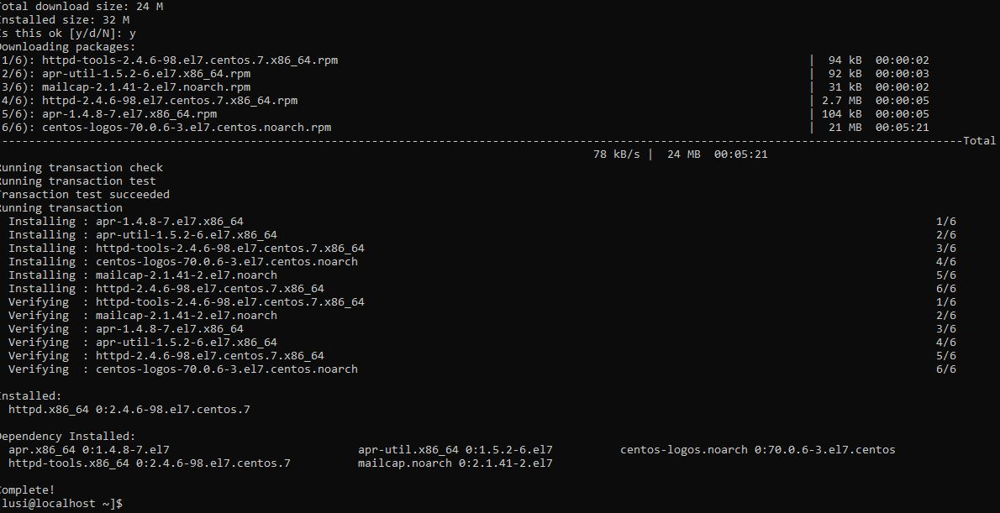 otal download size: 24 M
nstalled size: 32 M
s this ok [y/d/N]: y
ownloading packages:
1/6): httpd-tools-2.4.6-98.el7.centos.7.x86_64.rpm | 94 kB 00:00:02
2/6): apr-util-1.5.2-6.el7.x86_64.rpm | 92 kB 00:00:03
3/6): mailcap-2.1.41-2.el7.noarch.rpm | 31 kB 00:00:02
4/6): httpd-2.4.6-98.el7.centos.7.x86_64.rpm | 2.7 MB 00:00:05
5/6): apr-1.4.8-7.el7.x86_64.rpm | 104 kB 00:00:05
6/6): centos-logos-70.0.6-3.el7.centos.noarch.rpm | 21 MB 00:05:21
--------------------------------------------------------------------------------------------------------------------------------------------Total
78 kB/s | 24 MB 00:05:21
unning transaction check
unning transaction test
ransaction test succeeded
unning transaction
Installing : apr-1.4.8-7.el7.x86_64 1/6
Installing : apr-util-1.5.2-6.el7.x86_64 2/6
Installing : httpd-tools-2.4.6-98.el7.centos.7.x86_64 3/6
Installing : centos-logos-70.0.6-3.el7.centos.noarch 4/6
Installing : mailcap-2.1.41-2.el7.noarch 5/6
Installing : httpd-2.4.6-98.el7.centos.7.x86_64 6/6
Verifying : httpd-tools-2.4.6-98.el7.centos.7.x86_64 1/6
Verifying : mailcap-2.1.41-2.el7.noarch 2/6
Verifying : apr-1.4.8-7.el7.x86_64 3/6
Verifying : apr-util-1.5.2-6.el7.x86_64 4/6
Verifying : httpd-2.4.6-98.el7.centos.7.x86_64 5/6
Verifying : centos-logos-70.0.6-3.el7.centos.noarch 6/6
nstalled:
httpd.x86_64 0:2.4.6-98.el7.centos.7
ependency Installed:
apr.x86_64 0:1.4.8-7.el7 apr-util.x86_64 0:1.5.2-6.el7 centos-logos.noarch 0:70.0.6-3.el7.centos
httpd-tools.x86_64 0:2.4.6-98.el7.centos.7 mailcap.noarch 0:2.1.41-2.el7
omplete!
lusi@localhost ~]$